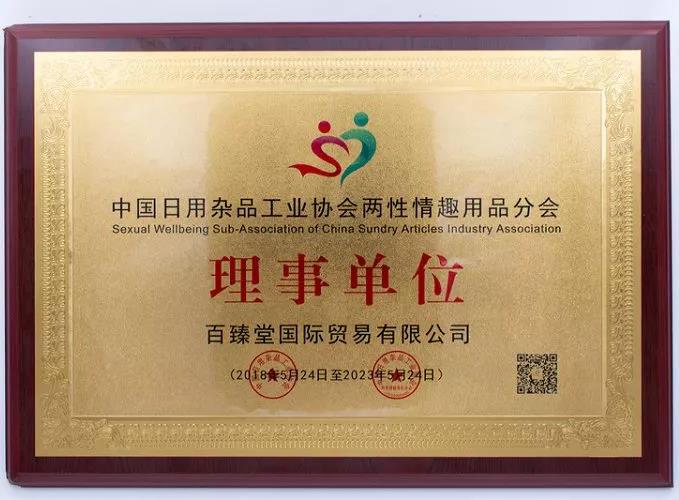 中国日用杂品工业协会两性情趣用品分会
Sexual Wellbeing Sub-Association of China Sundry Articles Industry Association
理事单位
百臻堂国际贸易有限公司
（2018年5月24日至2023年5月24日）